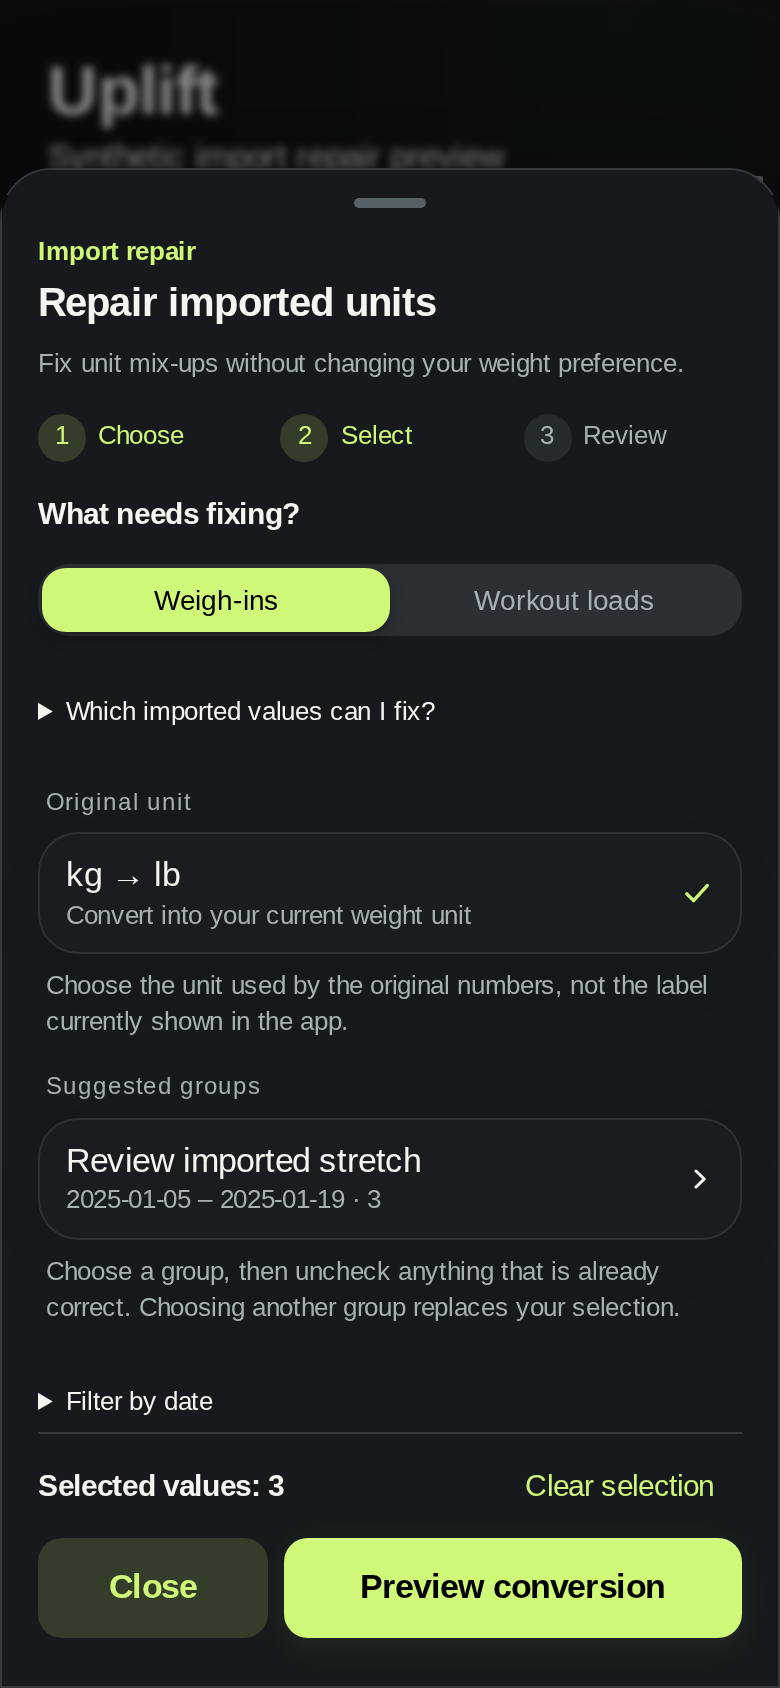 Uplift
Synthetic import repair preview
Import repair
Repair imported units
Fix unit mix-ups without changing your weight preference.
1 Choose
2 Select
3 Review
What needs fixing?
Weigh-ins
Workout loads
Which imported values can I fix?
Original unit
kg → lb
Convert into your current weight unit
Choose the unit used by the original numbers, not the label
currently shown in the app.
Suggested groups
Review imported stretch
2025-01-05 – 2025-01-19 · 3
Choose a group, then uncheck anything that is already
correct. Choosing another group replaces your selection.
Filter by date
Selected values: 3
Clear selection
Close
Preview conversion